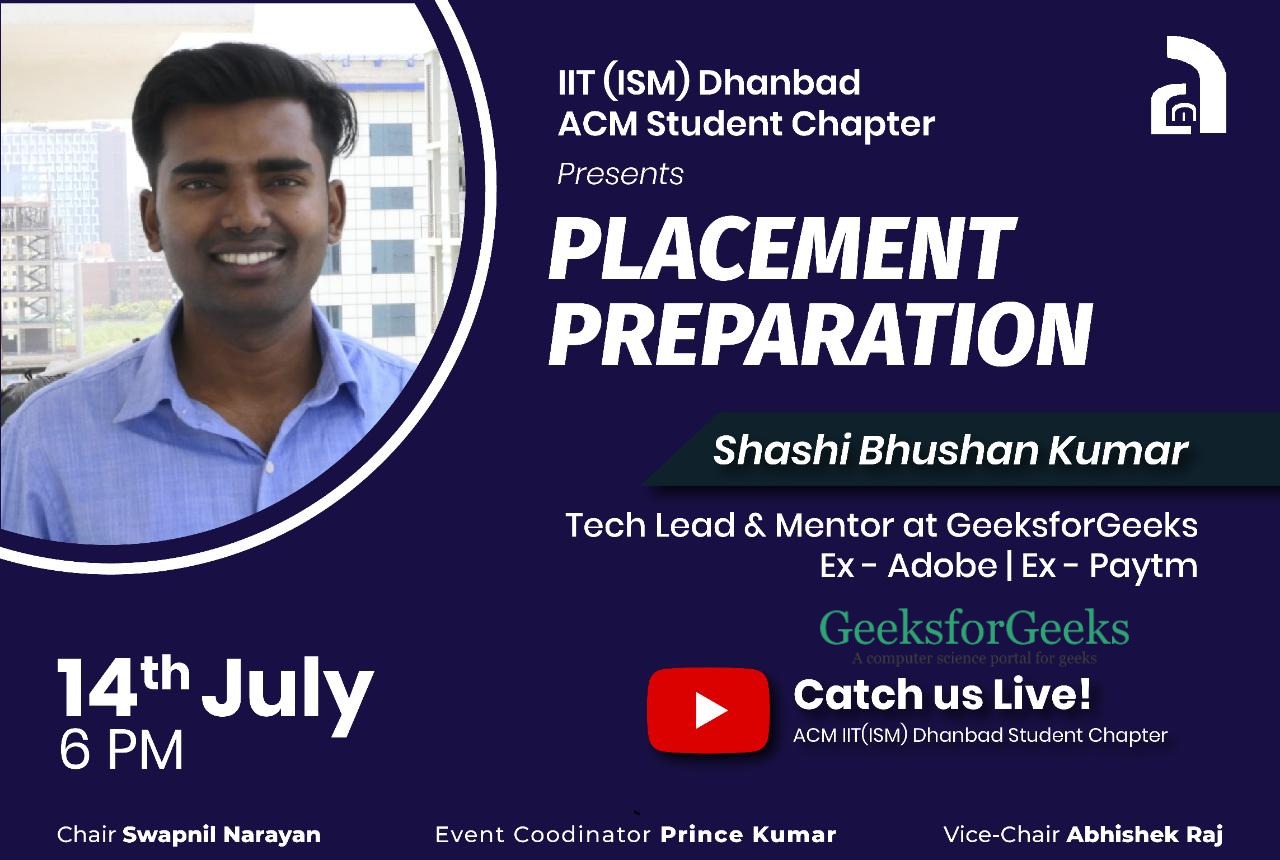 IIT (ISM) Dhanbad
ACM Student Chapter
Presents
PLACEMENT
PREPARATION
Shashi Bhushan Kumar
Tech Lead & Mentor at GeeksforGeeks
Ex - Adobe | Ex - Paytm
GeeksforGeeks
A computer science portal for geeks
Catch us Live!
ACM IIT(ISM) Dhanbad Student Chapter
14th July
6 PM
Chair Swapnil Narayan
Event Coodinator Prince Kumar
Vice-Chair Abhishek Raj